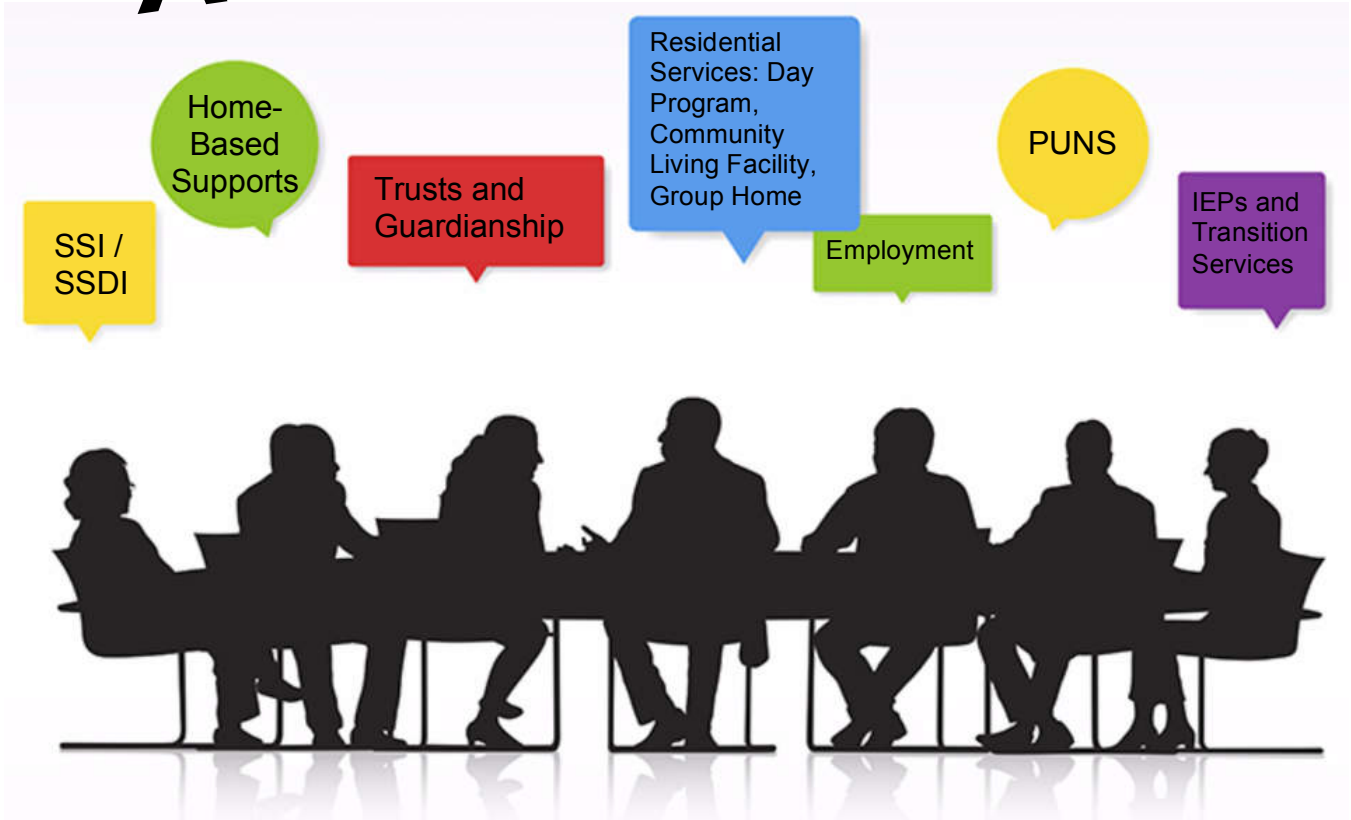 SSI /
SSDI
Home-
Based
Supports
Trusts and
Guardianship
Residential
Services: Day
Program,
Community
Living Facility,
Group Home
Employment
PUNS
IEPs and
Transition
Services